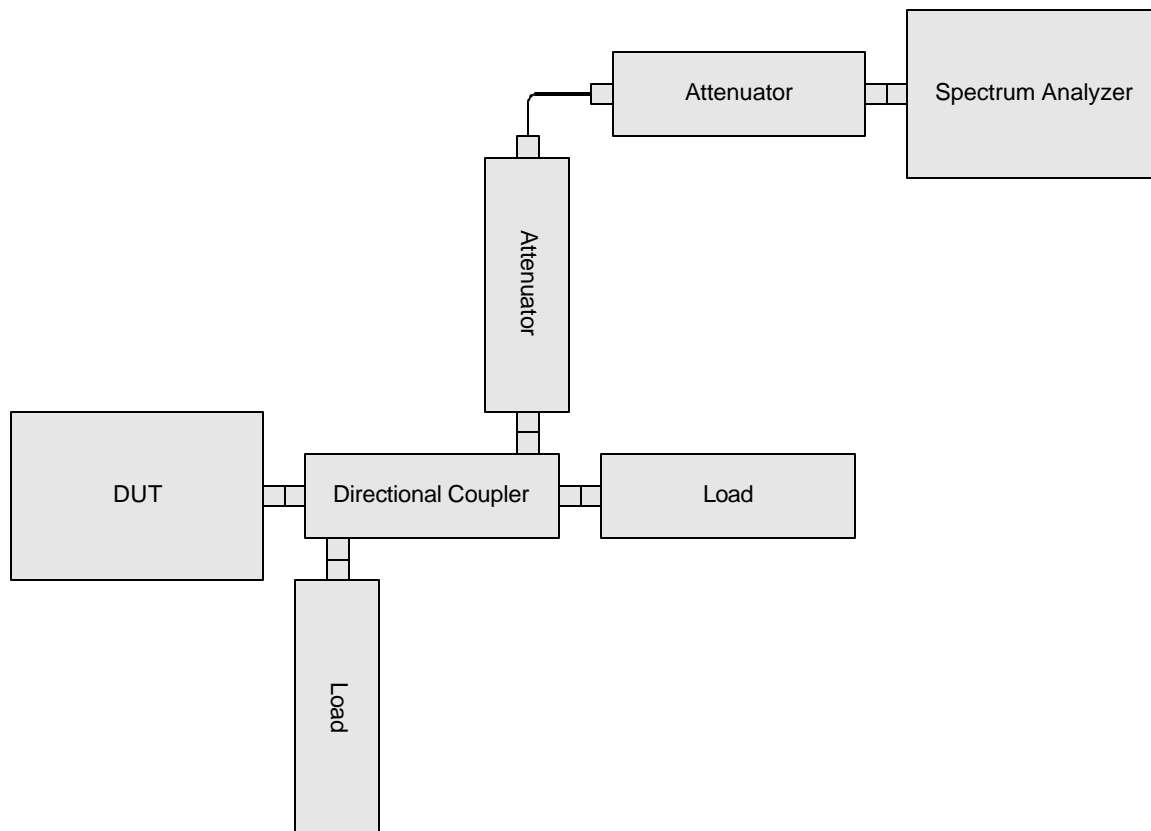 Attenuator
Spectrum Analyzer
Attenuator
DUT
Directional Coupler
Load
Load